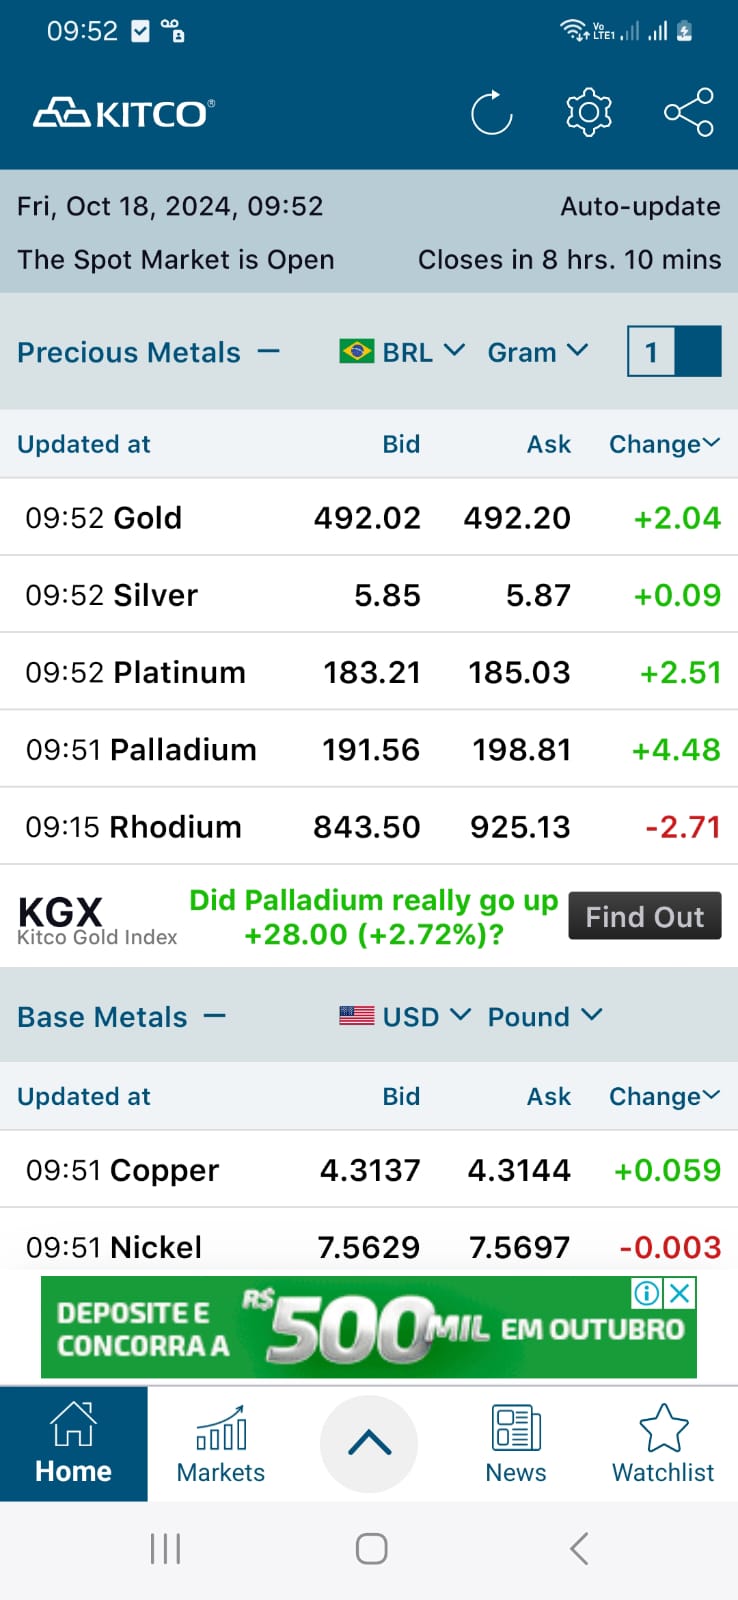 09:52
Vo
LTE1
KITCO®
Fri, Oct 18, 2024, 09:52 Auto-update
The Spot Market is Open Closes in 8 hrs. 10 mins
Precious Metals — BRL Gram 1
Updated at Bid Ask Change
09:52 Gold 492.02 492.20 +2.04
09:52 Silver 5.85 5.87 +0.09
09:52 Platinum 183.21 185.03 +2.51
09:51 Palladium 191.56 198.81 +4.48
09:15 Rhodium 843.50 925.13 -2.71
KGX
Kitco Gold Index
Did Palladium really go up
+28.00 (+2.72%)?
Find Out
Base Metals — USD Pound
Updated at Bid Ask Change
09:51 Copper 4.3137 4.3144 +0.059
09:51 Nickel 7.5629 7.5697 -0.003
DEPOSITE E
CONCORRA A
R$500MIL EM OUTUBRO
Home Markets News Watchlist